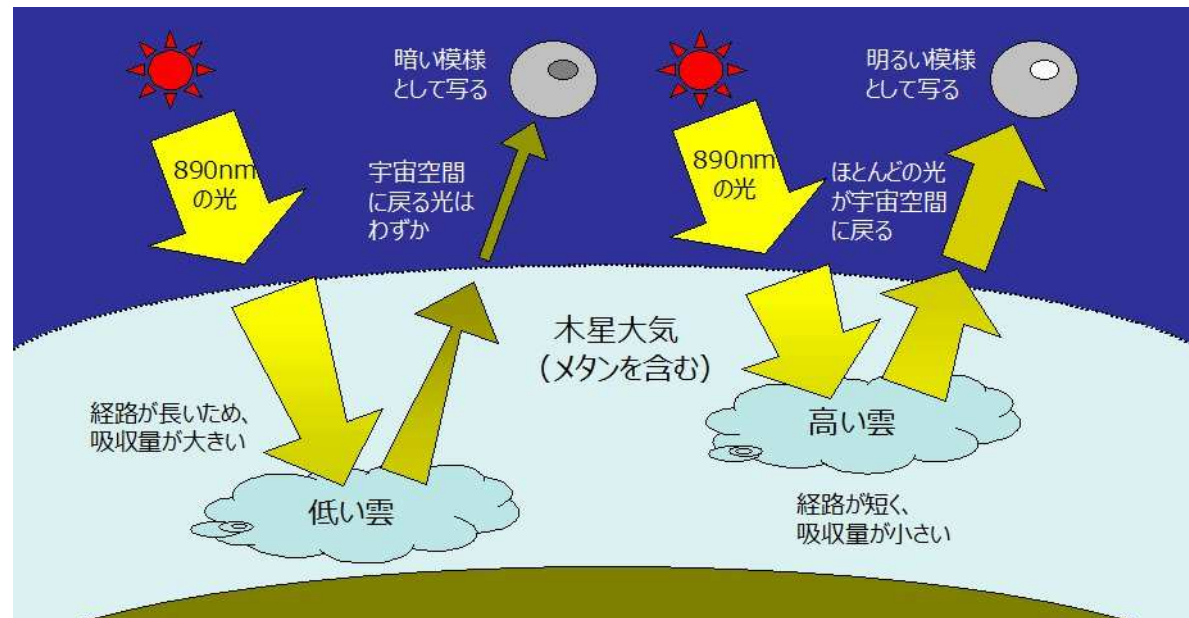 890nm
の光
宇宙空間
に戻る光は
わずか
暗い模様
として写る
経路が長いため、
吸収量が大きい
低い雲
木星大気
(メタンを含む)
890nm
の光
ほとんどの光
が宇宙空間
に戻る
明るい模様
として写る
高い雲
経路が短く、
吸収量が小さい